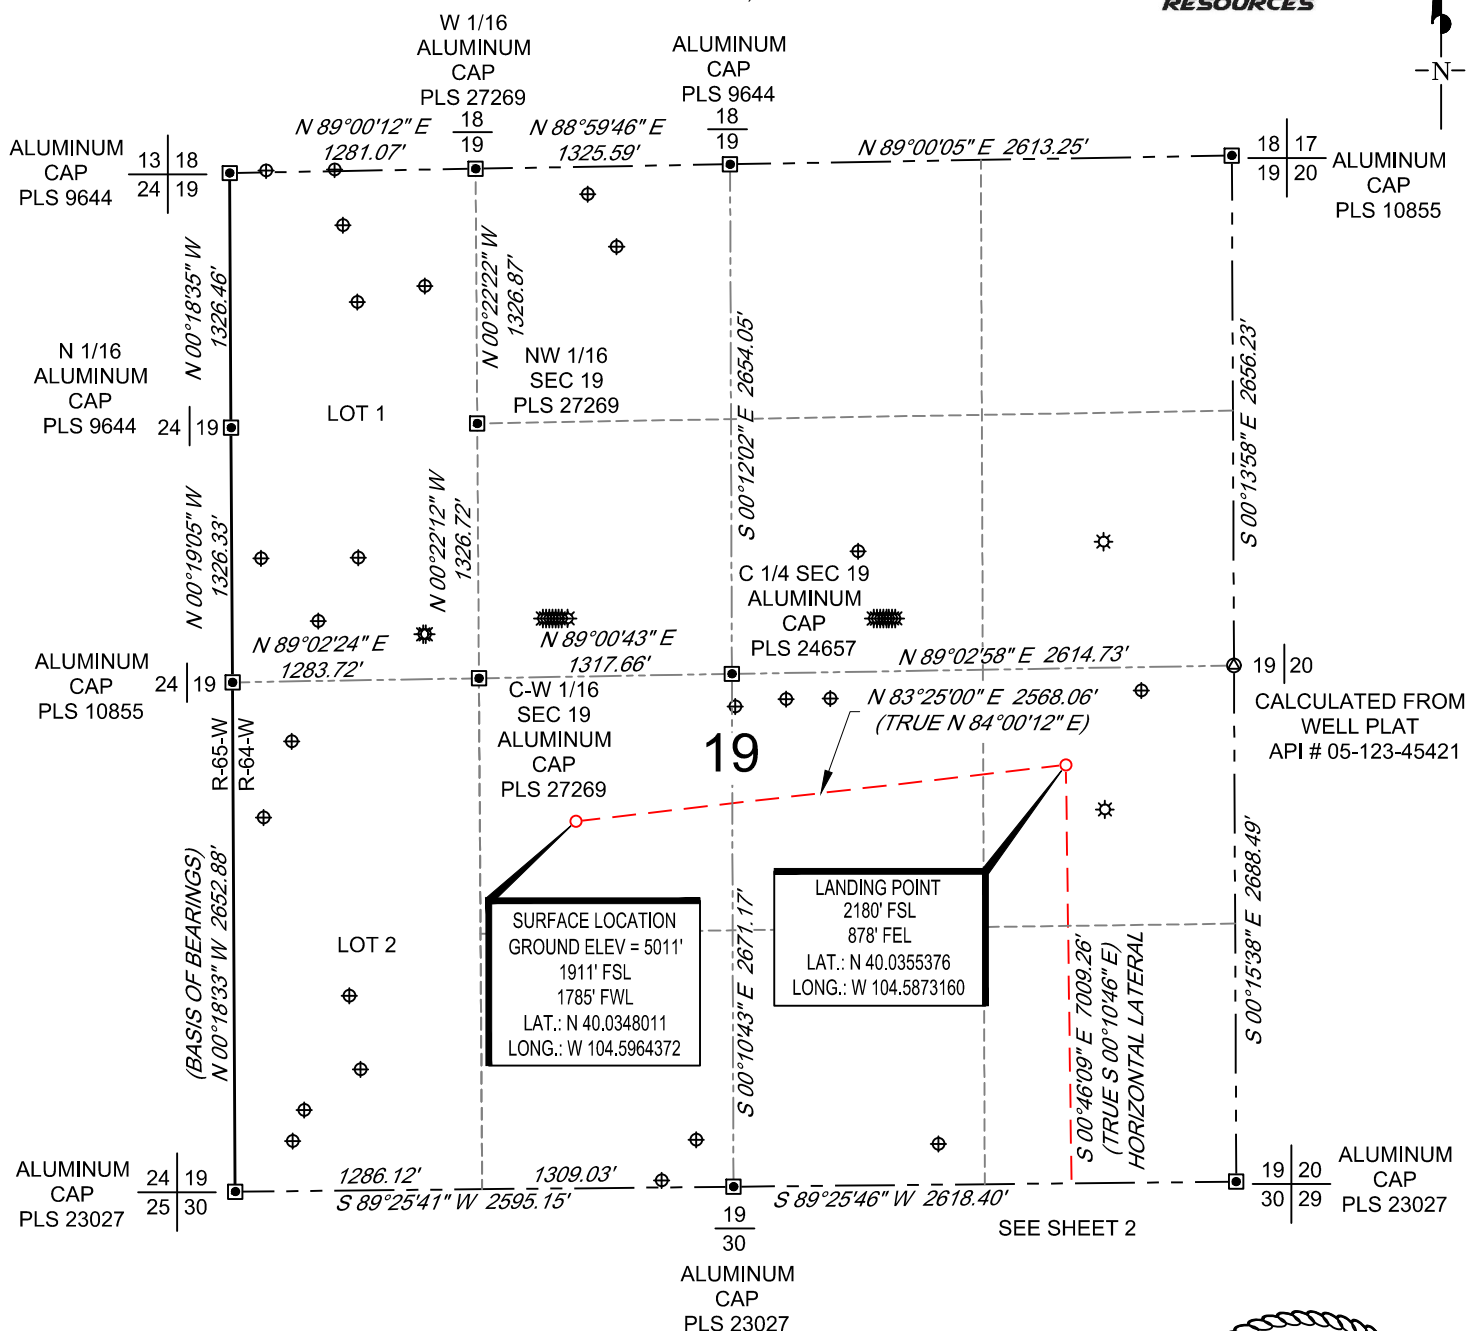 RESOURCES
N
W 1/16
ALUMINUM
CAP
PLS 27269
18
19
ALUMINUM
CAP
PLS 9644
18
19
ALUMINUM
CAP
PLS 9644
13 18
24 19
N 89°00'12" E
1281.07'
N 88°59'46" E
1325.59'
N 89°00'05" E 2613.25'
18 17
19 20
ALUMINUM
CAP
PLS 10855
N 00°18'35" W
1326.46'
N 00°22'22" W
1326.87'
S 00°12'02" E 2654.05'
S 00°13'58" E 2656.23'
N 1/16
ALUMINUM
CAP
PLS 9644
24 19
LOT 1
NW 1/16
SEC 19
PLS 27269
N 00°19'05" W
1326.33'
N 00°22'12" W
1326.72'
C 1/4 SEC 19
ALUMINUM
CAP
PLS 24657
N 89°02'24" E
1283.72'
N 89°00'43" E
1317.66'
N 89°02'58" E 2614.73'
ALUMINUM
CAP
PLS 10855
24 19
19 20
CALCULATED FROM
WELL PLAT
API # 05-123-45421
C-W 1/16
SEC 19
ALUMINUM
CAP
PLS 27269
N 83°25'00" E 2568.06'
(TRUE N 84°00'12" E)
19
R-65-W
R-64-W
(BASIS OF BEARINGS)
N 00°18'33" W 2652.88'
LOT 2
SURFACE LOCATION
GROUND ELEV = 5011'
1911' FSL
1785' FWL
LAT.: N 40.0348011
LONG.: W 104.5964372
S 00°10'43" E 2671.17'
LANDING POINT
2180' FSL
878' FEL
LAT.: N 40.0355376
LONG.: W 104.5873160
S 00°46'09" E 7009.26'
(TRUE S 00°10'46" E)
HORIZONTAL LATERAL
S 00°15'38" E 2688.49'
ALUMINUM
CAP
PLS 23027
24 19
25 30
1286.12'
1309.03'
S 89°25'41" W 2595.15'
S 89°25'46" W 2618.40'
19
30
ALUMINUM
CAP
PLS 23027
SEE SHEET 2
19 20
30 29
ALUMINUM
CAP
PLS 23027